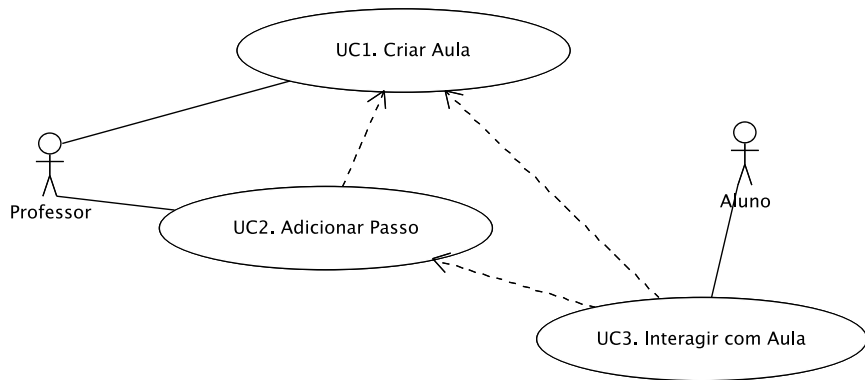 UC1. Criar Aula
Professor
Aluno
UC2. Adicionar Passo
UC3. Interagir com Aula